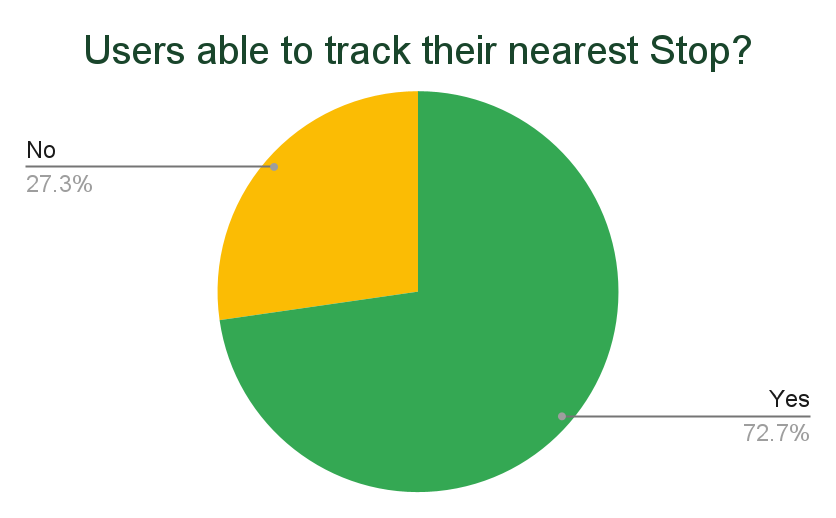 Users able to track their nearest Stop?
No
27.3%
Yes
72.7%